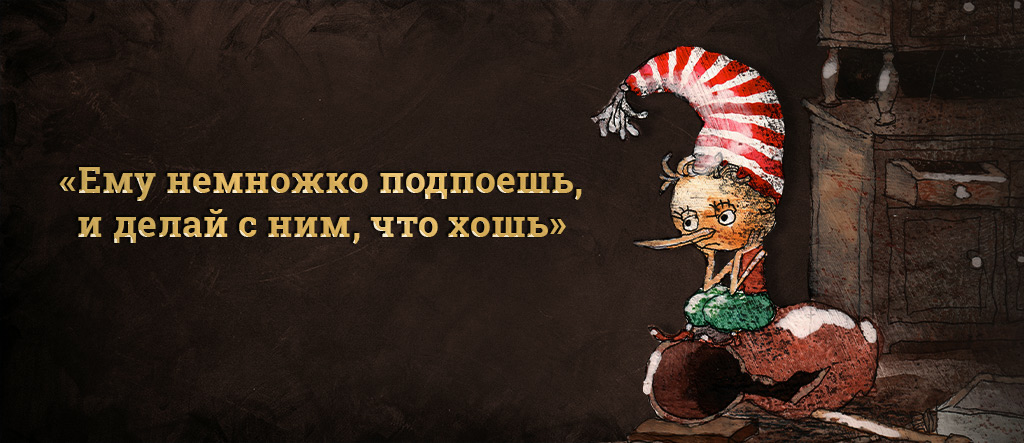 «Ему немножко подпоешь,
и делай с ним, что хошь»